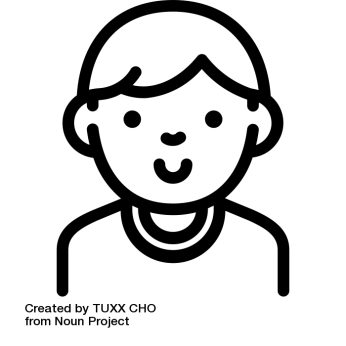 Created by TUXX CHO
from Noun Project